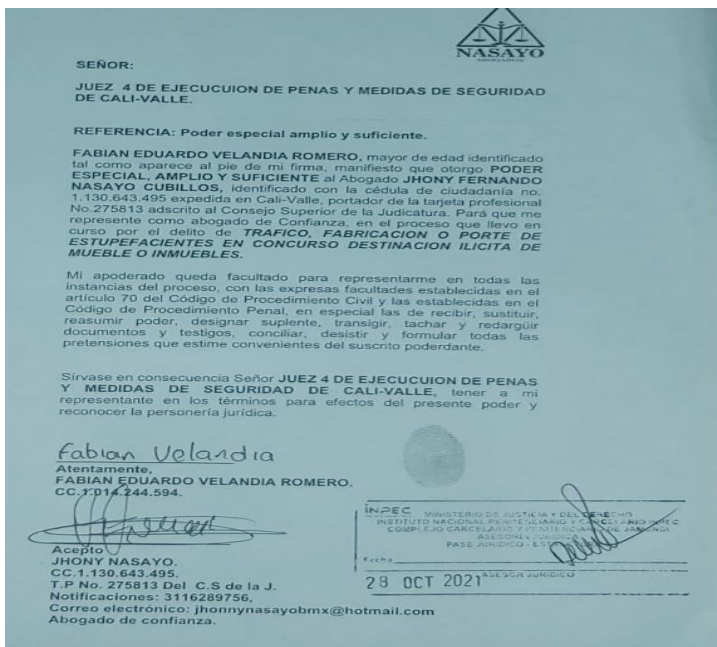 NASAYO
ABOGADOS
SEÑOR:
JUEZ 4 DE EJECUCUION DE PENAS Y MEDIDAS DE SEGURIDAD
DE CALI-VALLE.
REFERENCIA: Poder especial amplio y suficiente.
FABIAN EDUARDO VELANDIA ROMERO, mayor de edad identificado
tal como aparece al pie de mi firma, manifiesto que otorgo PODER
ESPECIAL, AMPLIO Y SUFICIENTE al Abogado JHONY FERNANDO
NASAYO CUBILLOS, identificado con la cédula de ciudadanía no.
1.130.643.495 expedida en Cali-Valle, portador de la tarjeta profesional
No.275813 adscrito al Consejo Superior de la Judicatura. Pará que me
represente como abogado de Confianza, en el proceso que llevo en
curso por el delito de TRAFICO, FABRICACION O PORTE DE
ESTUPEFACIENTES EN CONCURSO DESTINACION ILICITA DE
MUEBLE O INMUEBLES.
Mi apoderado queda facultado para representarme en todas las
instancias del proceso, con las expresas facultades establecidas en el
artículo 70 del Código de Procedimiento Civil y las establecidas en el
Código de Procedimiento Penal, en especial las de recibir, sustituir,
reasumir poder, designar suplente, transigir, tachar y redargüir
documentos y testigos, conciliar, desistir y formular todas las
pretensiones que estime convenientes del suscrito poderdante.
Sírvase en consecuencia Señor JUEZ 4 DE EJECUCUION DE PENAS
Y MEDIDAS DE SEGURIDAD DE CALI-VALLE, tener a mi
representante en los términos para efectos del presente poder y
reconocer la personería jurídica.
Fabian Velandia
Atentamente,
FABIAN EDUARDO VELANDIA ROMERO.
CC.1.014.244.594.
Acepto
JHONY NASAYO.
CC.1.130.643.495.
T.P No. 275813 Del C.S de la J.
Notificaciones: 3116289756,
Correo electrónico: jhonnynasayobmx@hotmail.com
Abogado de confianza.
INPEC MINISTERIO DE JUSTICIA Y DEL DERECHO
INSTITUTO NACIONAL PENITENCIARIO Y CARCELARIO INPEC
COMPLEJO CARCELARIO Y PENITENCIARIO DE JAMUNDI
PASE JURIDICO
Fecha
28 OCT 2021
ASESOR JURIDICO